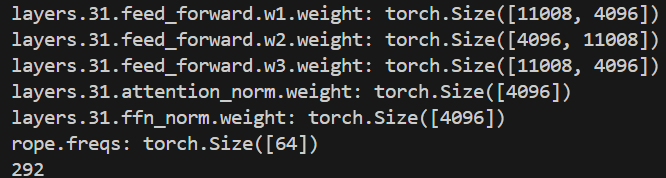 layers.31.feed_forward.w1.weight: torch.Size([11008, 4096])
layers.31.feed_forward.w2.weight: torch.Size([4096, 11008])
layers.31.feed_forward.w3.weight: torch.Size([11008, 4096])
layers.31.attention_norm.weight: torch.Size([4096])
layers.31.ffn_norm.weight: torch.Size([4096])
rope.freqs: torch.Size([64])
292